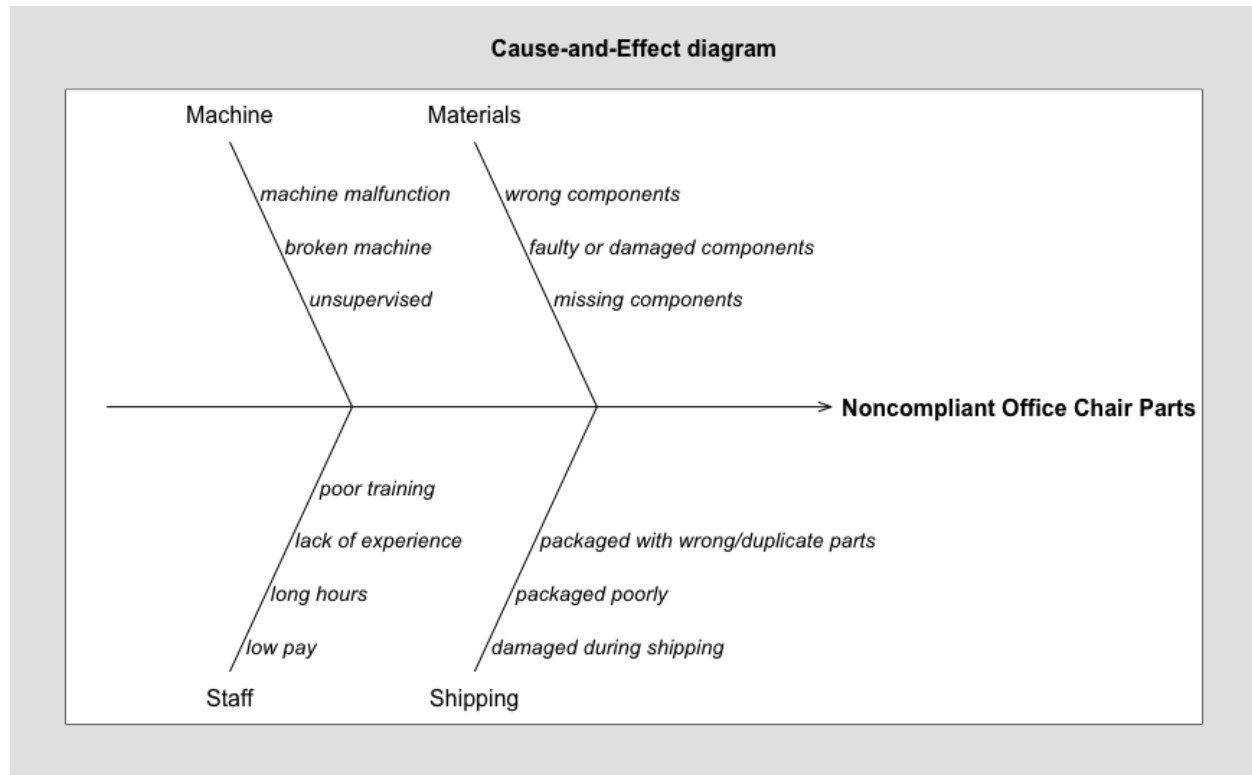 Cause-and-Effect diagram
Machine
Materials
machine malfunction
wrong components
broken machine
faulty or damaged components
unsupervised
missing components
Noncompliant Office Chair Parts
poor training
lack of experience
packaged with wrong/duplicate parts
long hours
packaged poorly
low pay
damaged during shipping
Staff
Shipping